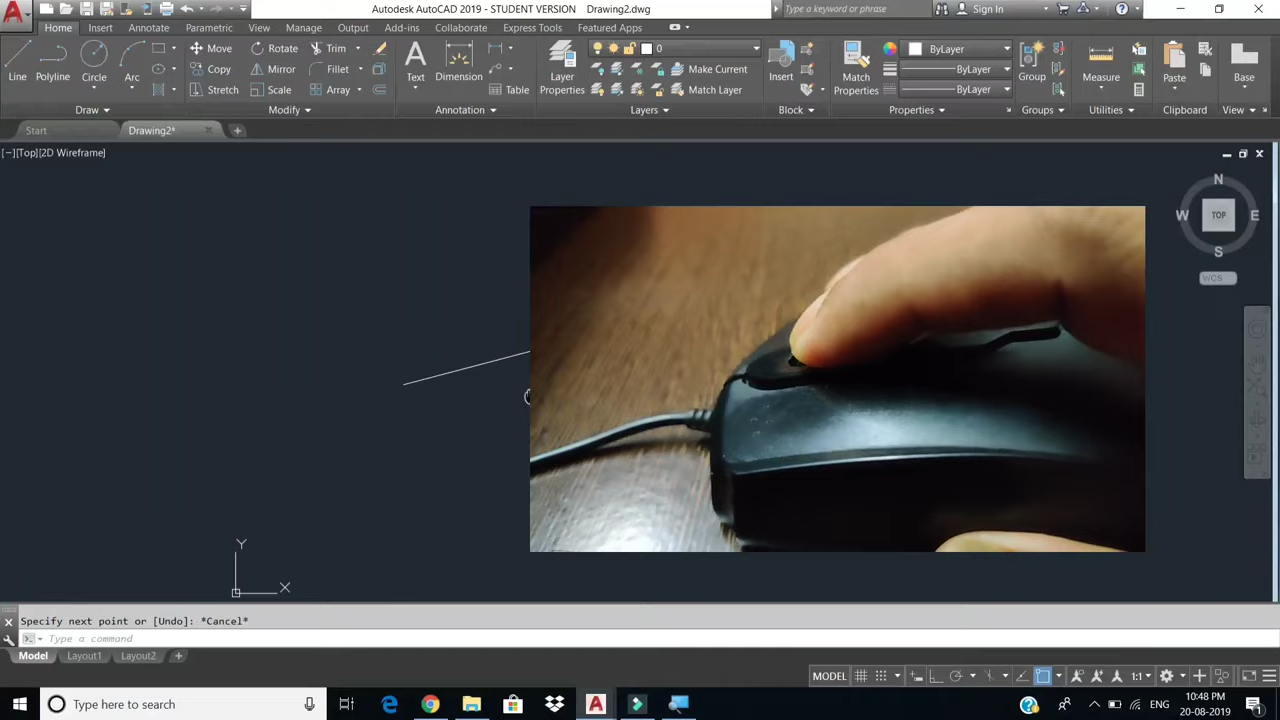 Autodesk AutoCAD 2019 - STUDENT VERSION Drawing2.dwg
Type a keyword or phrase
Sign In
Home Insert Annotate Parametric View Manage Output Add-ins Collaborate Express Tools Featured Apps
Line Polyline Circle Arc
Move Rotate Trim
Copy Mirror Fillet
Stretch Scale Array
Text Dimension Table
Layer Properties
0
Make Current
Match Layer
Insert
Match Properties
ByLayer
ByLayer
ByLayer
Group Measure Paste Base
Draw Modify Annotation Layers Block Properties Groups Utilities Clipboard View
Start Drawing2*
[−][Top][2D Wireframe]
N
W TOP E
S
WCS
Y
X
Specify next point or [Undo]: *Cancel*
Type a command
Model Layout1 Layout2
MODEL 1:1
Type here to search
ENG
10:48 PM
20-08-2019
1